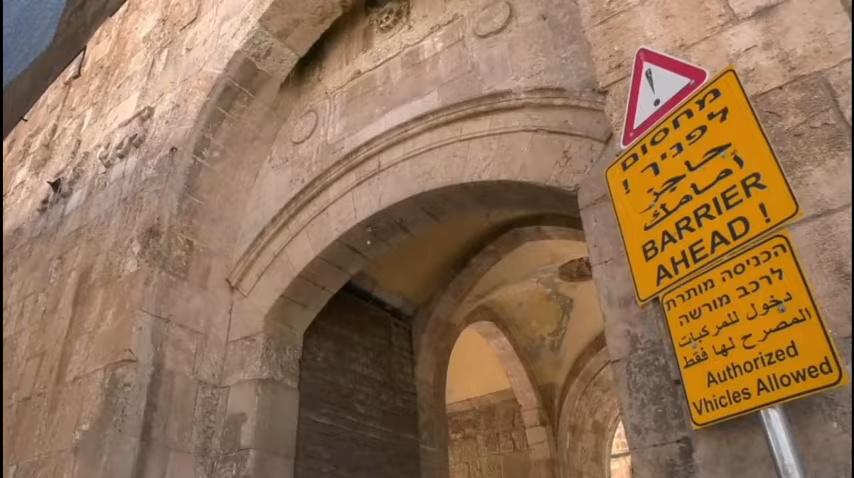 מחסום
לפניך !
حاجز
أمامك
BARRIER
AHEAD !
הכניסה מותרת
לרכב מורשה
دخول للمركبات
المصرح لها فقط
Authorized
Vhicles Allowed